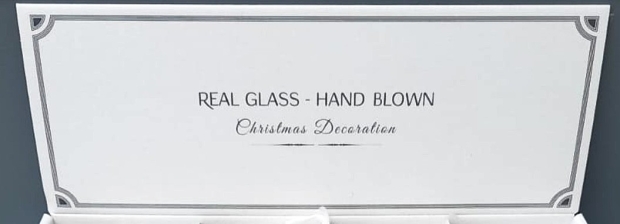 REAL GLASS - HAND BLOWN
Christmas Decoration